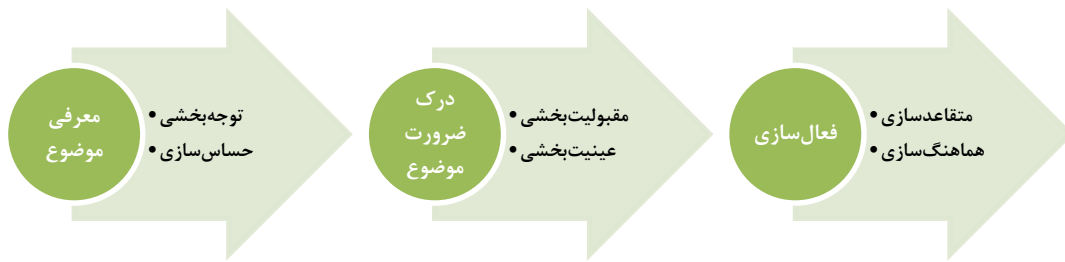 معرفی
موضوع
•توجه‌بخشی
•حساس‌سازی
درک
ضرورت
موضوع
•مقبولیت‌بخشی
•عینیت‌بخشی
فعال‌سازی
•متقاعدسازی
•هماهنگ‌سازی